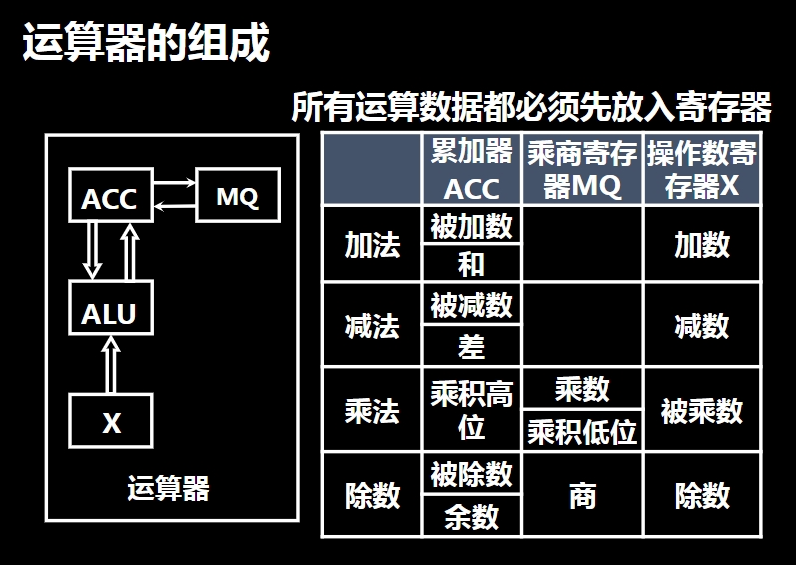 运算器的组成
所有运算数据都必须先放入寄存器
ACC
MQ
ALU
X
运算器
累加器
ACC
乘商寄存
器MQ
操作数寄
存器X
加法
被加数
和
加数
减法
被减数
差
减数
乘法
乘积高
位
乘数
乘积低位
被乘数
除数
被除数
余数
商
除数